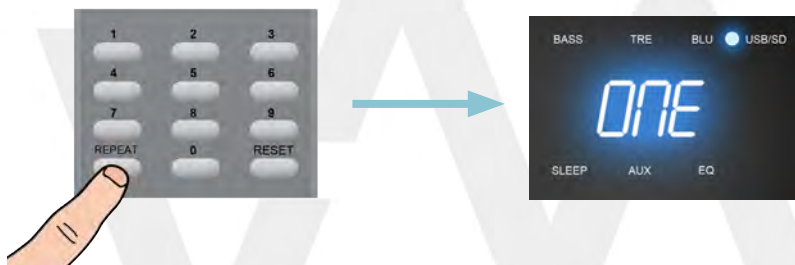 1 2 3
4 5 6
7 8 9
REPEAT 0 RESET
BASS TRE BLU USB/SD
ONE
SLEEP AUX EQ